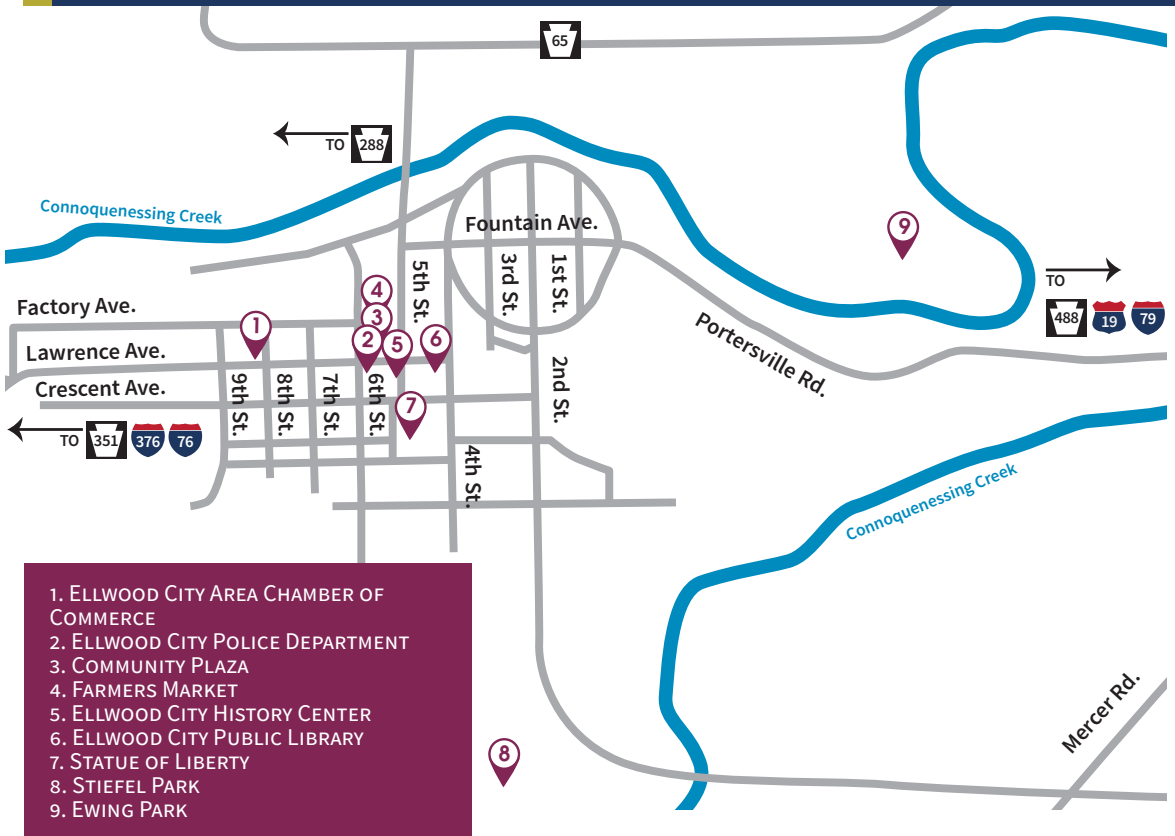 65
TO 288
Connoquenessing Creek
Fountain Ave.
9
TO
488 19 79
5th St.
3rd St.
1st St.
4
3
Factory Ave.
1
2
5
6
Lawrence Ave.
Portersville Rd.
Crescent Ave.
9th St.
8th St.
7th St.
6th St.
2nd St.
7
TO 351 376 76
4th St.
Connoquenessing Creek
1. Ellwood City Area Chamber of
Commerce
2. Ellwood City Police Department
3. Community Plaza
4. Farmers Market
5. Ellwood City History Center
6. Ellwood City Public Library
7. Statue of Liberty
8. Stiefel Park
9. Ewing Park
8
Mercer Rd.